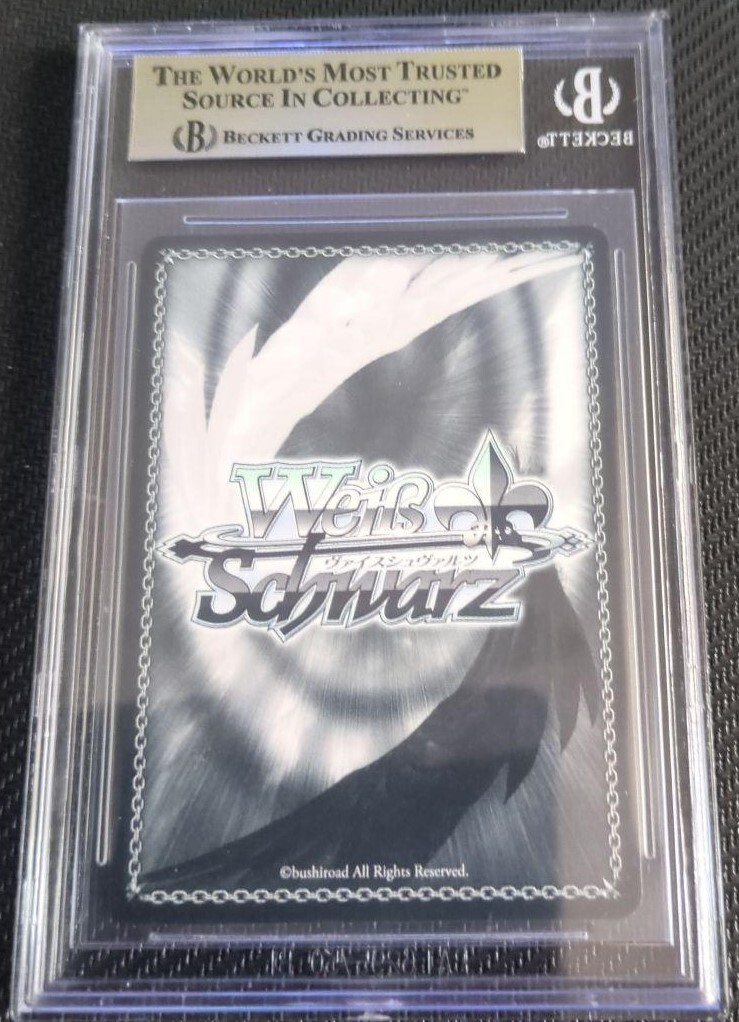 THE WORLD'S MOST TRUSTED
SOURCE IN COLLECTING™
B BECKETT GRADING SERVICES
B
BECKETT®
Weiß
ヴァイスシュヴァルツ
Schwarz
©bushiroad All Rights Reserved.